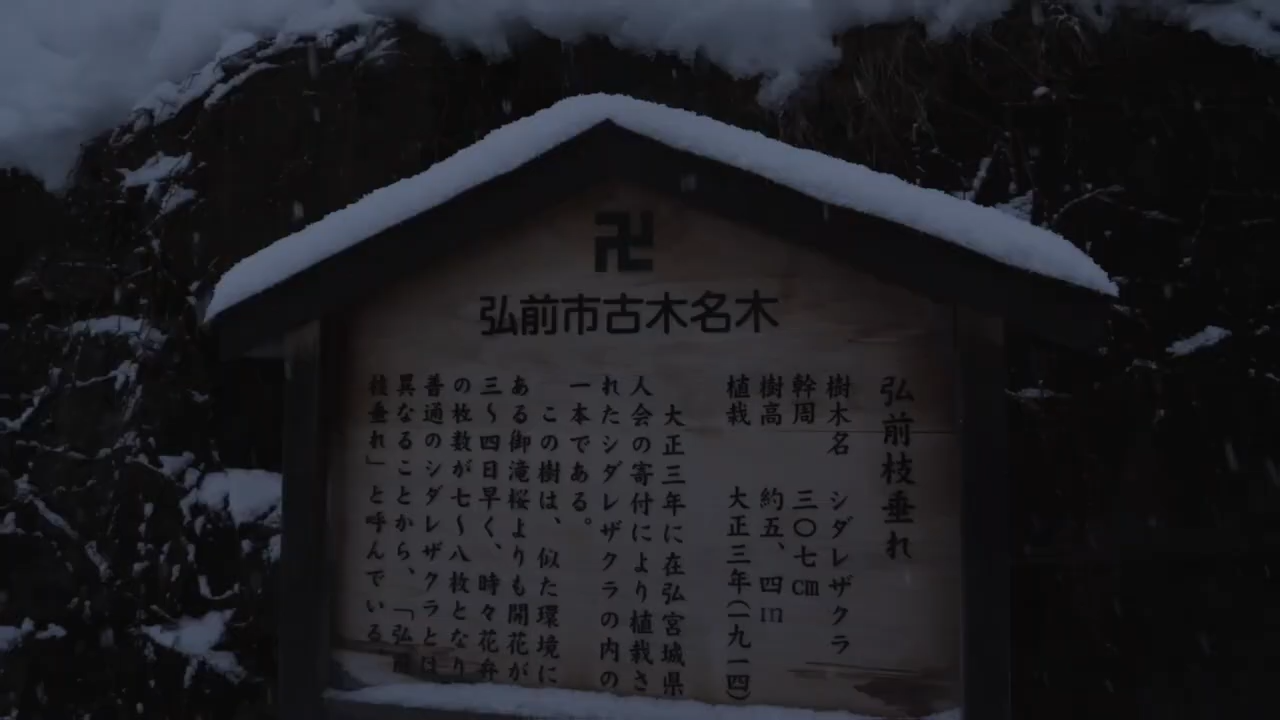 卍
弘前市古木名木
弘前枝垂れ
樹木名 シダレザクラ
幹周 三〇七cm
樹高 約五、四m
植栽 大正三年(一九一四)
大正三年に在弘宮城県
人会の寄付により植栽さ
れたシダレザクラの内の
一本である。
この樹は、似た環境に
ある御滝桜よりも開花が
三〜四日早く、時々花弁
の枚数が七〜八枚となり
普通のシダレザクラとは
異なることから、「弘前
枝垂れ」と呼んでいる